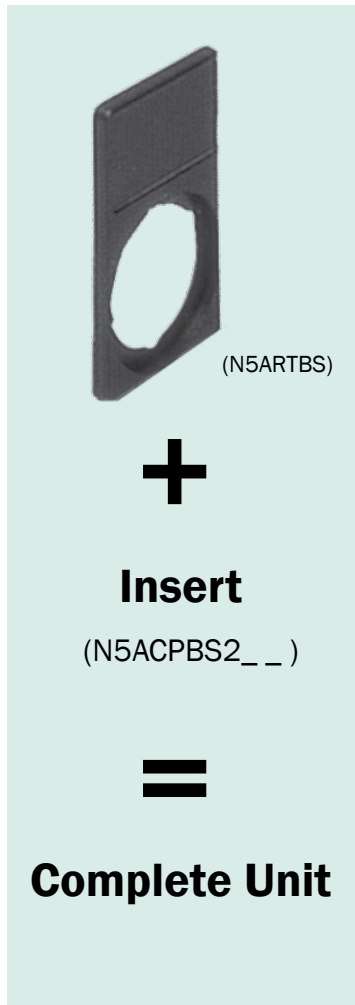 (N5ARTBS)
+
Insert
(N5ACPBS2_ _ )
=
Complete Unit